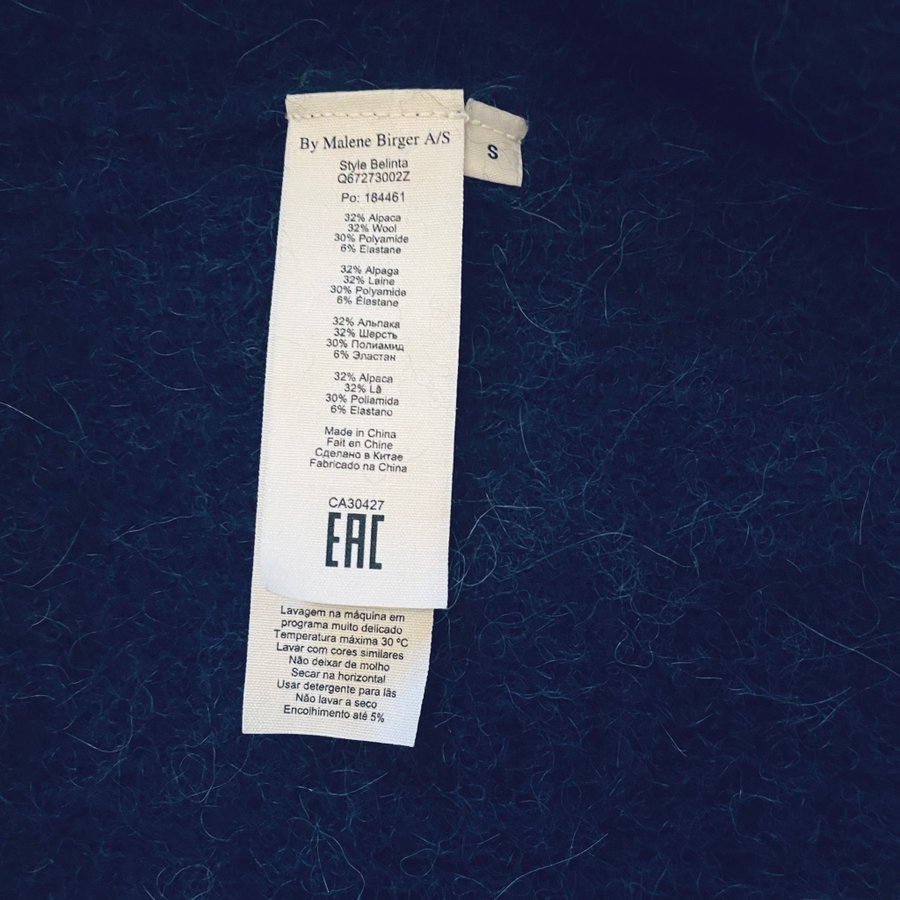 By Malene Birger A/S
S
Style Belinta
Q67273002Z
Po: 184461
32% Alpaca
32% Wool
30% Polyamide
6% Elastane
32% Alpaga
32% Laine
30% Polyamide
6% Élastane
32% Альпака
32% Шерсть
30% Полиамид
6% Эластан
32% Alpaca
32% Lã
30% Poliamida
6% Elastano
Made in China
Fait en Chine
Сделано в Китае
Fabricado na China
CA30427
EAC
Lavagem na máquina em
programa muito delicado
Temperatura máxima 30 ºC
Lavar com cores similares
Não deixar de molho
Secar na horizontal
Usar detergente para lãs
Não lavar a seco
Encolhimento até 5%